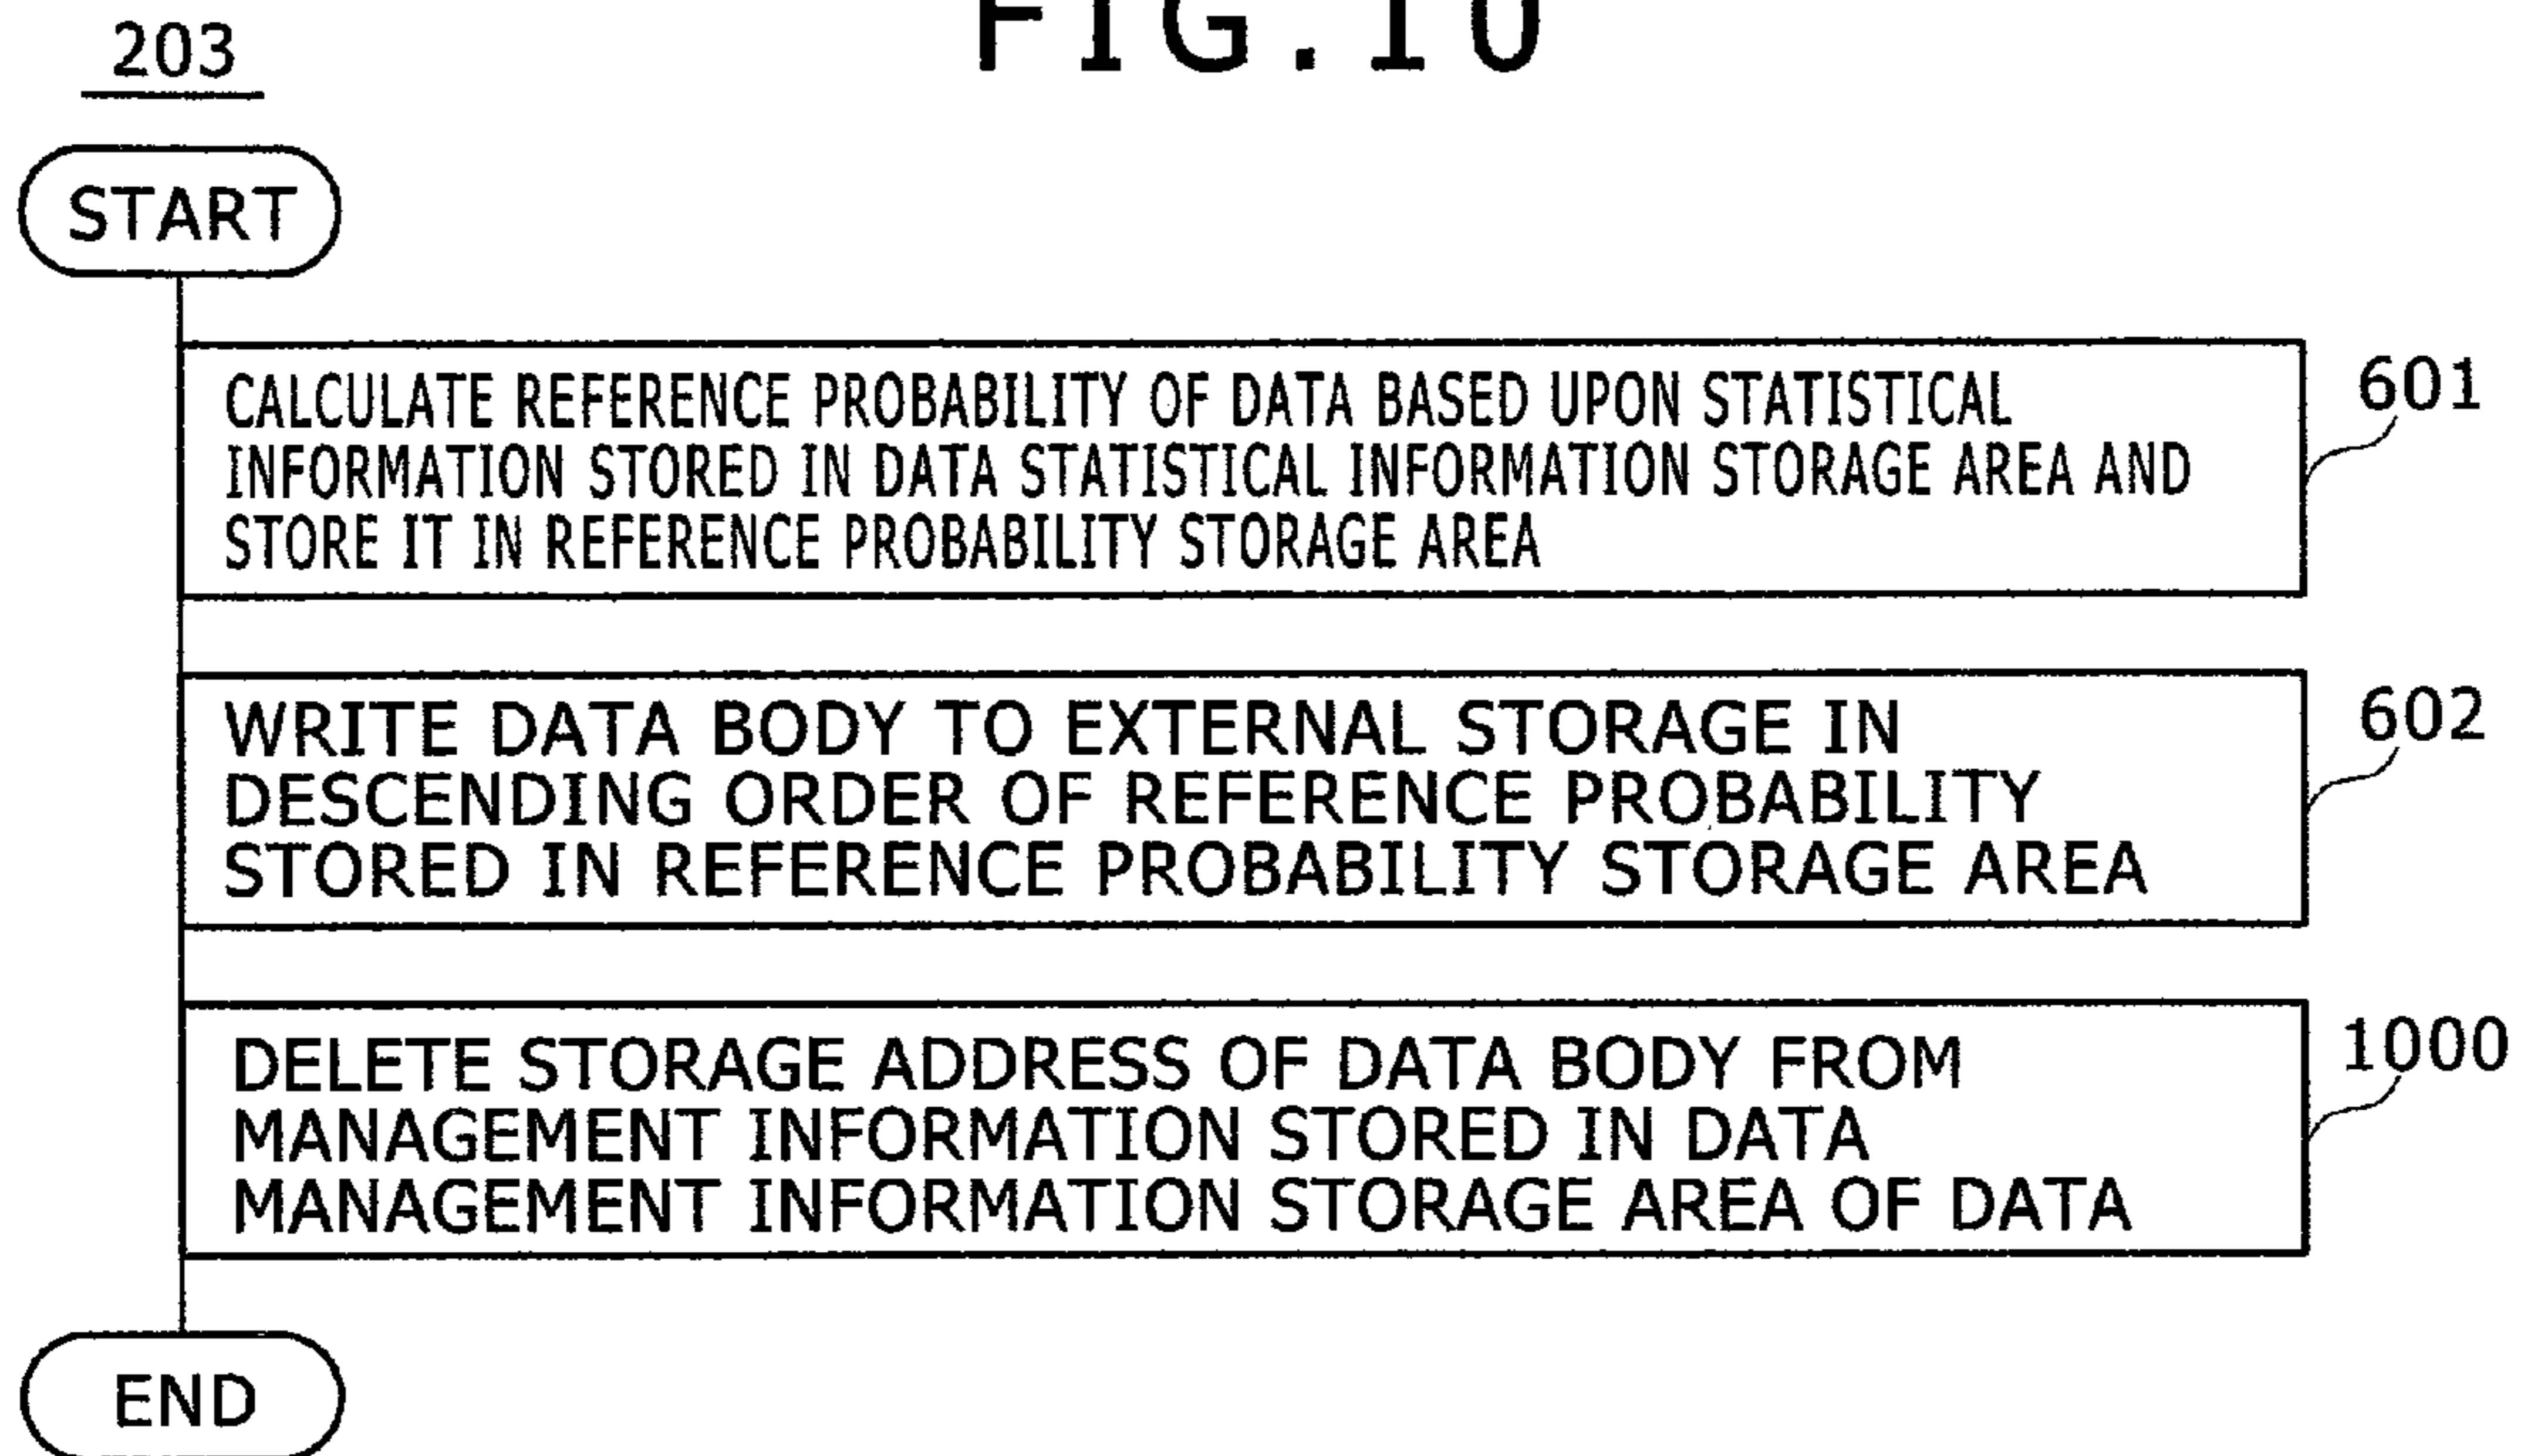 FIG.10
203
START
CALCULATE REFERENCE PROBABILITY OF DATA BASED UPON STATISTICAL
INFORMATION STORED IN DATA STATISTICAL INFORMATION STORAGE AREA AND
STORE IT IN REFERENCE PROBABILITY STORAGE AREA
601
WRITE DATA BODY TO EXTERNAL STORAGE IN
DESCENDING ORDER OF REFERENCE PROBABILITY
STORED IN REFERENCE PROBABILITY STORAGE AREA
602
DELETE STORAGE ADDRESS OF DATA BODY FROM
MANAGEMENT INFORMATION STORED IN DATA
MANAGEMENT INFORMATION STORAGE AREA OF DATA
1000
END